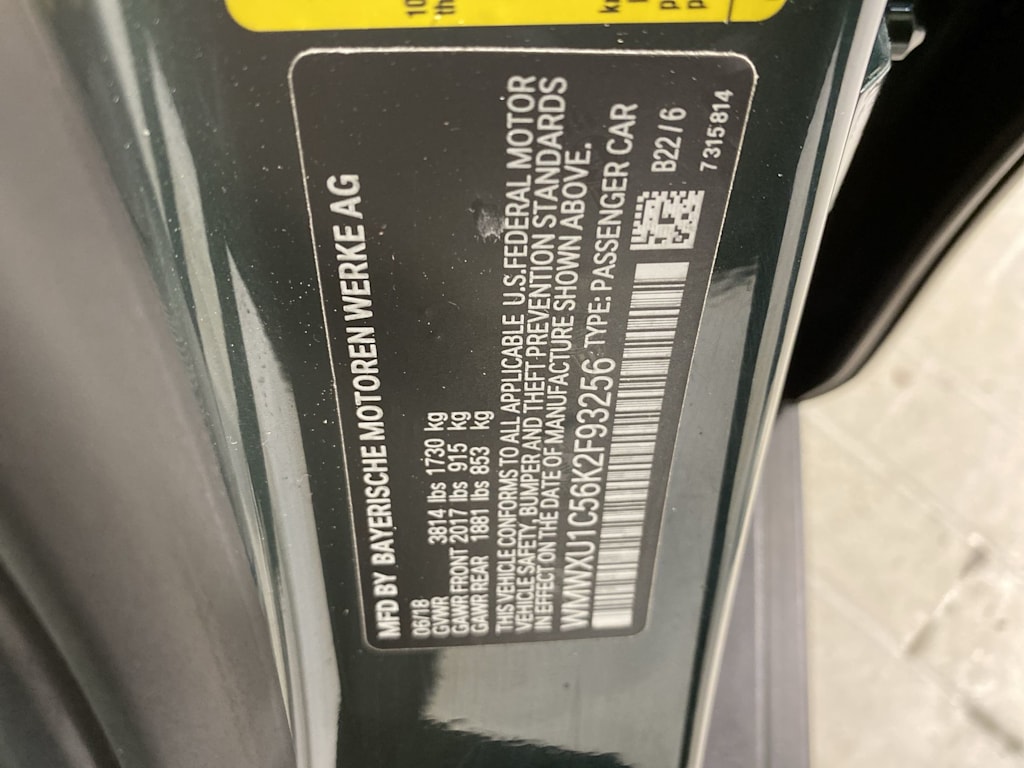 MFD BY BAYERISCHE MOTOREN WERKE AG
06/18
GVWR 3814 lbs 1730 kg
GAWR FRONT 2017 lbs 915 kg
GAWR REAR 1881 lbs 853 kg
THIS VEHICLE CONFORMS TO ALL APPLICABLE U.S.FEDERAL MOTOR
VEHICLE SAFETY, BUMPER AND THEFT PREVENTION STANDARDS
IN EFFECT ON THE DATE OF MANUFACTURE SHOWN ABOVE.
WMWXU1C56K2F93256 TYPE: PASSENGER CAR
B22/6
7315814